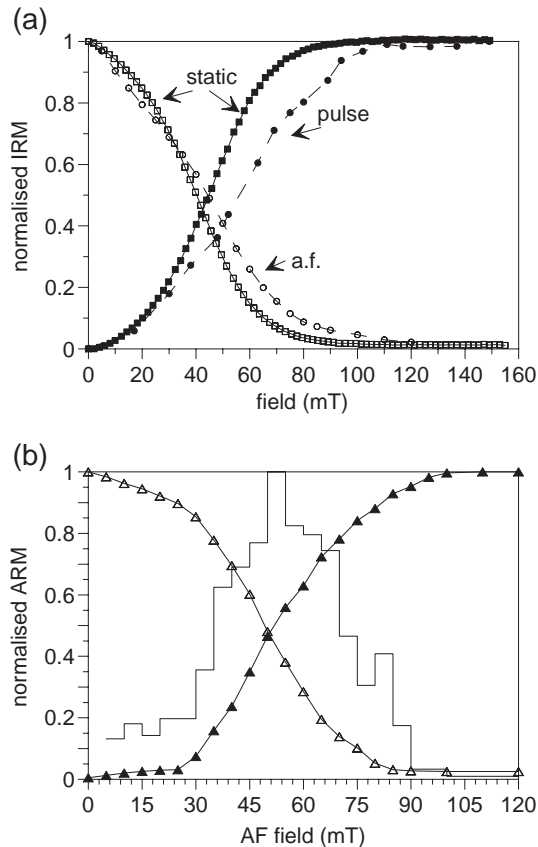 (a)
1
0.8
0.6
0.4
0.2
0
normalised IRM
static
pulse
a.f.
0 20 40 60 80 100 120 140 160
field (mT)
(b)
1
0.8
0.6
0.4
0.2
0
normalised ARM
0 15 30 45 60 75 90 105 120
AF field (mT)